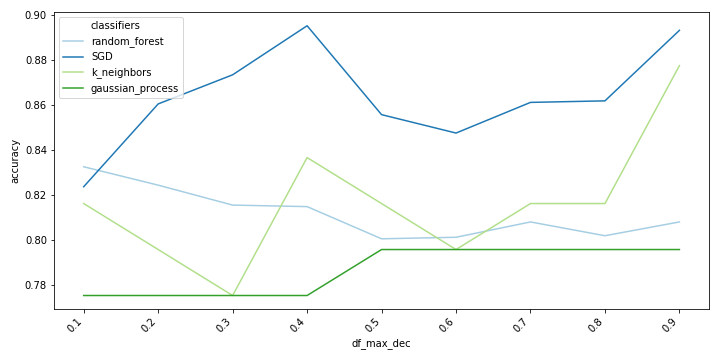 classifiers
random_forest
SGD
k_neighbors
gaussian_process
accuracy
0.90
0.88
0.86
0.84
0.82
0.80
0.78
0.1 0.2 0.3 0.4 0.5 0.6 0.7 0.8 0.9
df_max_dec